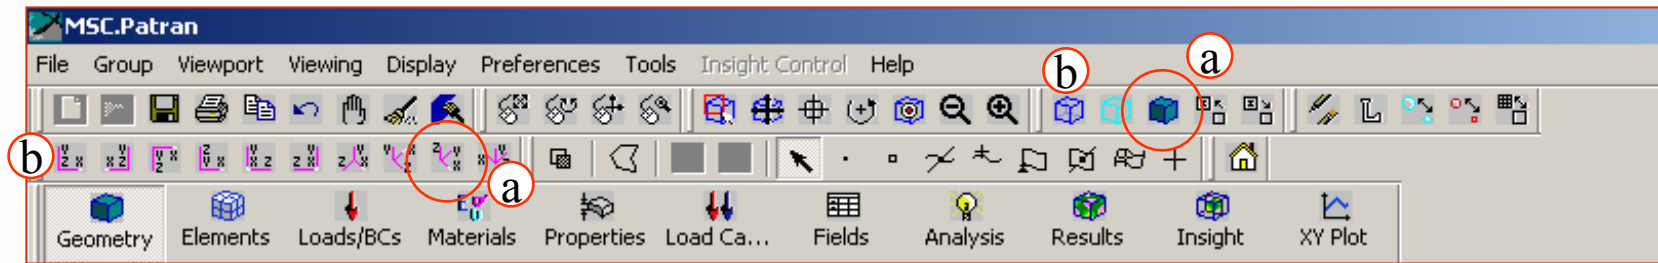 MSC.Patran
File Group Viewport Viewing Display Preferences Tools Insight Control Help
b a
b a
Geometry Elements Loads/BCs Materials Properties Load Ca... Fields Analysis Results Insight XY Plot